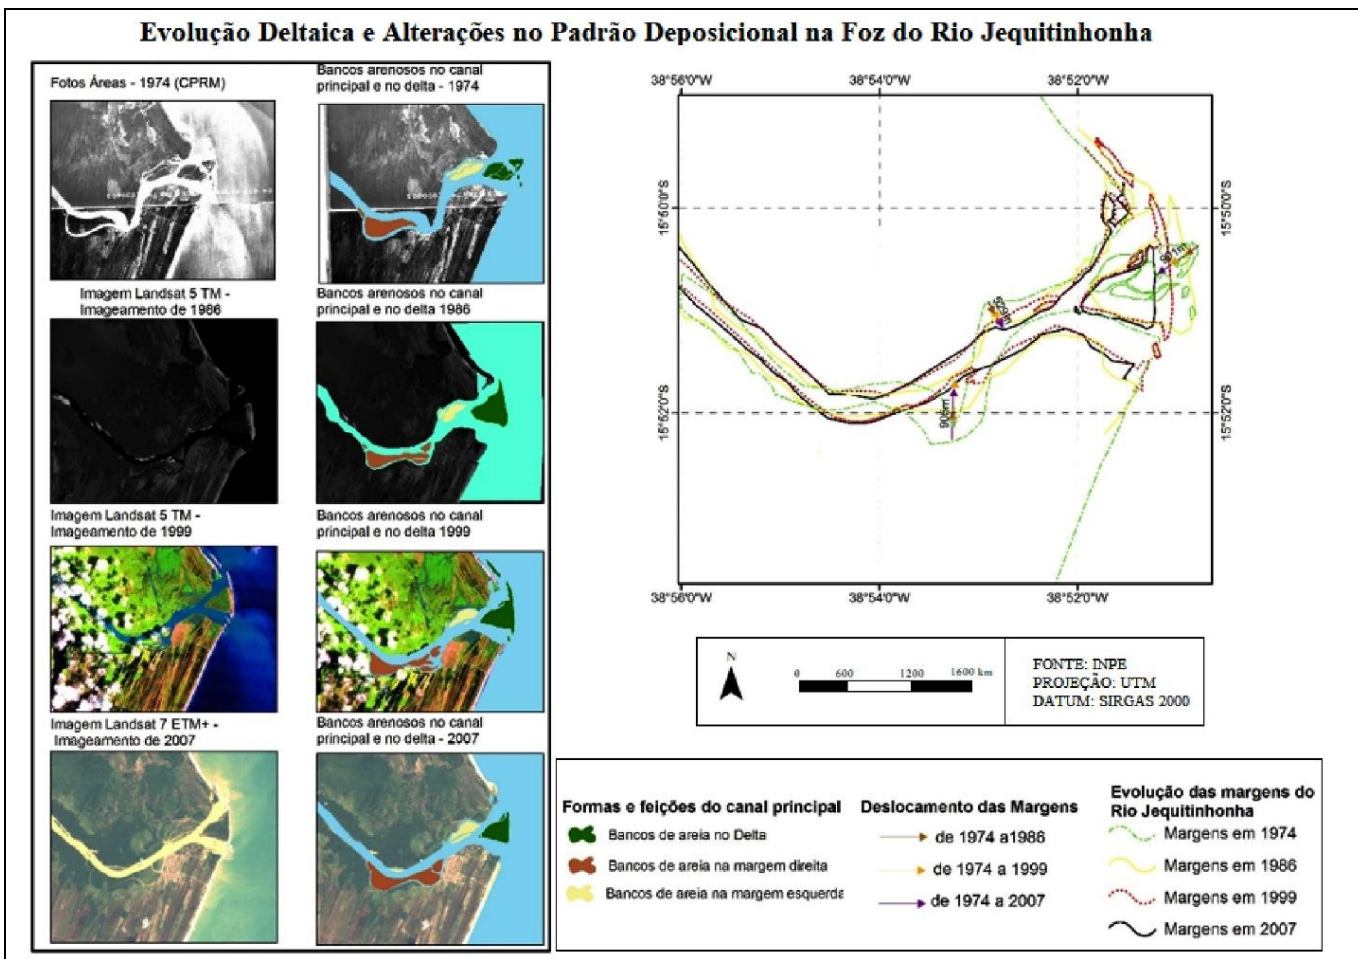 Evolução Deltaica e Alterações no Padrão Deposicional na Foz do Rio Jequitinhonha
Fotos Áreas - 1974 (CPRM)
Bancos arenosos no canal
principal e no delta - 1974
Imagem Landsat 5 TM -
Imageamento de 1986
Bancos arenosos no canal
principal e no delta 1986
Imagem Landsat 5 TM -
Imageamento de 1999
Bancos arenosos no canal
principal e no delta 1999
Imagem Landsat 7 ETM+ -
Imageamento de 2007
Bancos arenosos no canal
principal e no delta - 2007
38°56'0"W
38°54'0"W
38°52'0"W
15°50'0"S
15°50'0"S
15°52'0"S
15°52'0"S
901m
529m
38°56'0"W
38°54'0"W
38°52'0"W
N
0 600 1200 1600 km
FONTE: INPE
PROJEÇÃO: UTM
DATUM: SIRGAS 2000
Formas e feições do canal principal
Bancos de areia no Delta
Bancos de areia na margem direita
Bancos de areia na margem esquerda
Deslocamento das Margens
de 1974 a1986
de 1974 a 1999
de 1974 a 2007
Evolução das margens do
Rio Jequitinhonha
Margens em 1974
Margens em 1986
Margens em 1999
Margens em 2007